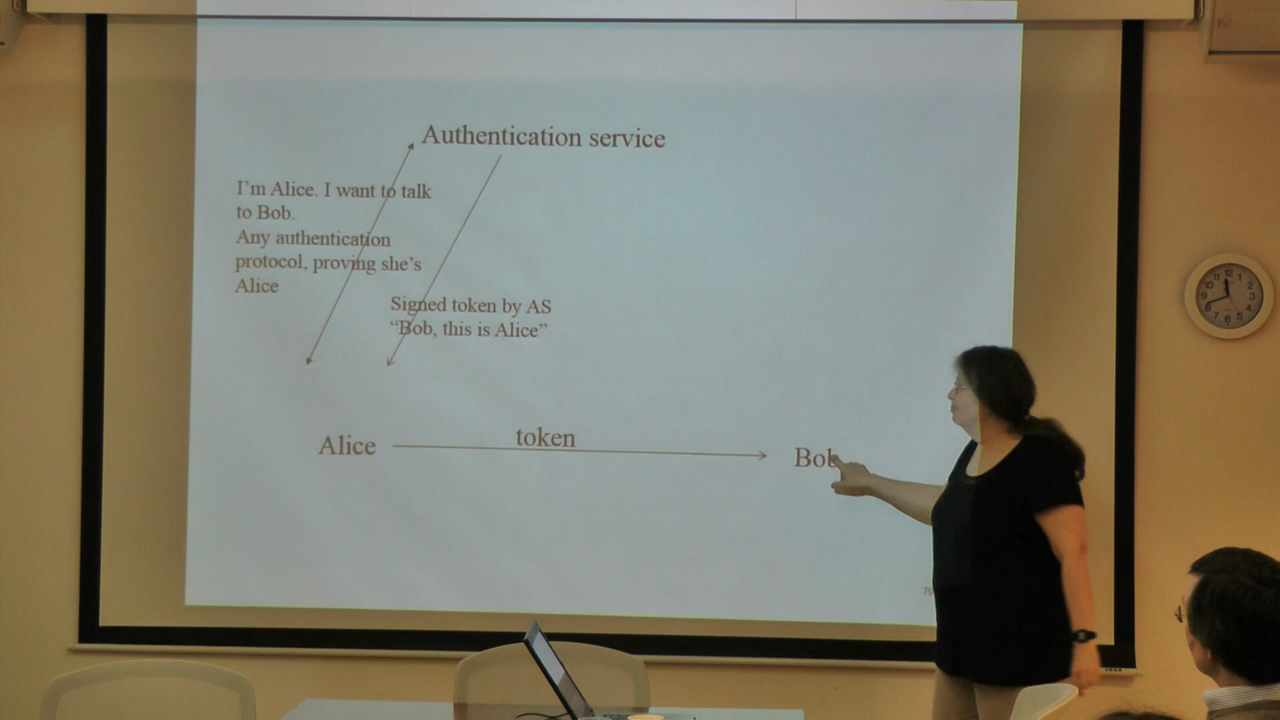 Authentication service
I'm Alice. I want to talk
to Bob.
Any authentication
protocol, proving she's
Alice
Signed token by AS
“Bob, this is Alice”
Alice
token
Bob